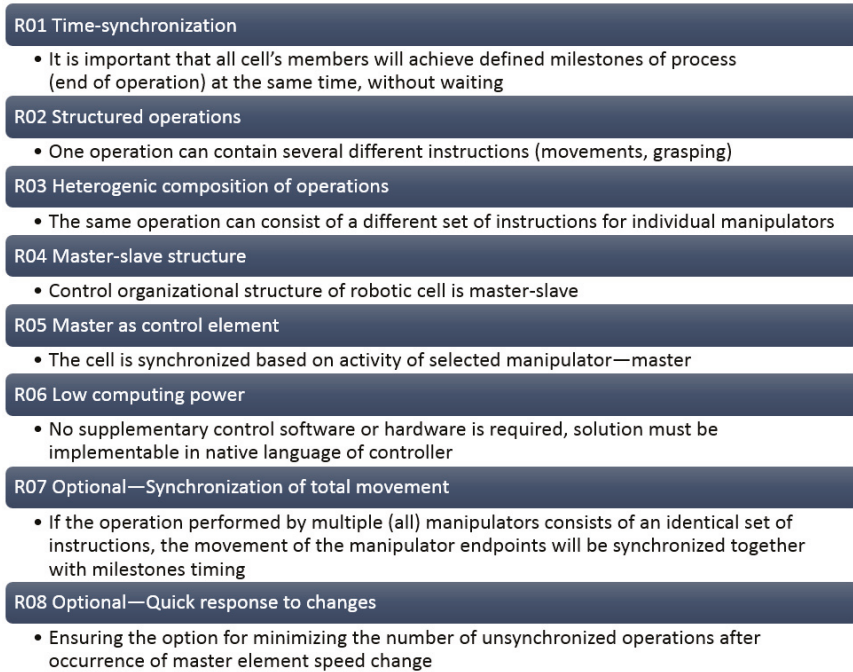 R01 Time-synchronization
• It is important that all cell's members will achieve defined milestones of process
(end of operation) at the same time, without waiting
R02 Structured operations
• One operation can contain several different instructions (movements, grasping)
R03 Heterogenic composition of operations
• The same operation can consist of a different set of instructions for individual manipulators
R04 Master-slave structure
• Control organizational structure of robotic cell is master-slave
R05 Master as control element
• The cell is synchronized based on activity of selected manipulator—master
R06 Low computing power
• No supplementary control software or hardware is required, solution must be
implementable in native language of controller
R07 Optional—Synchronization of total movement
• If the operation performed by multiple (all) manipulators consists of an identical set of
instructions, the movement of the manipulator endpoints will be synchronized together
with milestones timing
R08 Optional—Quick response to changes
• Ensuring the option for minimizing the number of unsynchronized operations after
occurrence of master element speed change